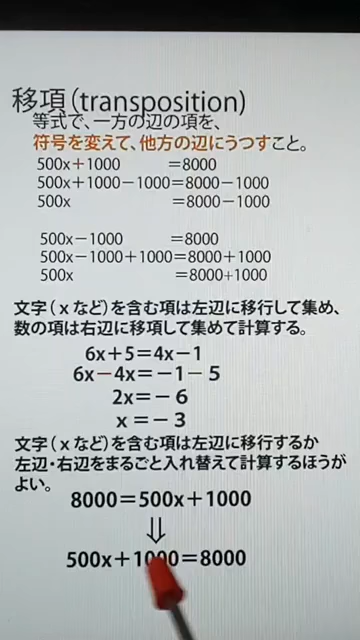 移項(transposition)
等式で、一方の辺の項を、
符号を変えて、他方の辺にうつすこと。
500x+1000 =8000
500x+1000−1000=8000−1000
500x =8000−1000
500x−1000 =8000
500x−1000+1000=8000+1000
500x =8000+1000
文字(xなど)を含む項は左辺に移行して集め、
数の項は右辺に移項して集めて計算する。
6x+5=4x−1
6x−4x=−1−5
2x=−6
x=−3
文字(xなど)を含む項は左辺に移行するか
左辺・右辺をまるごと入れ替えて計算するほうが
よい。
8000=500x+1000
⇓
500x+1000=8000